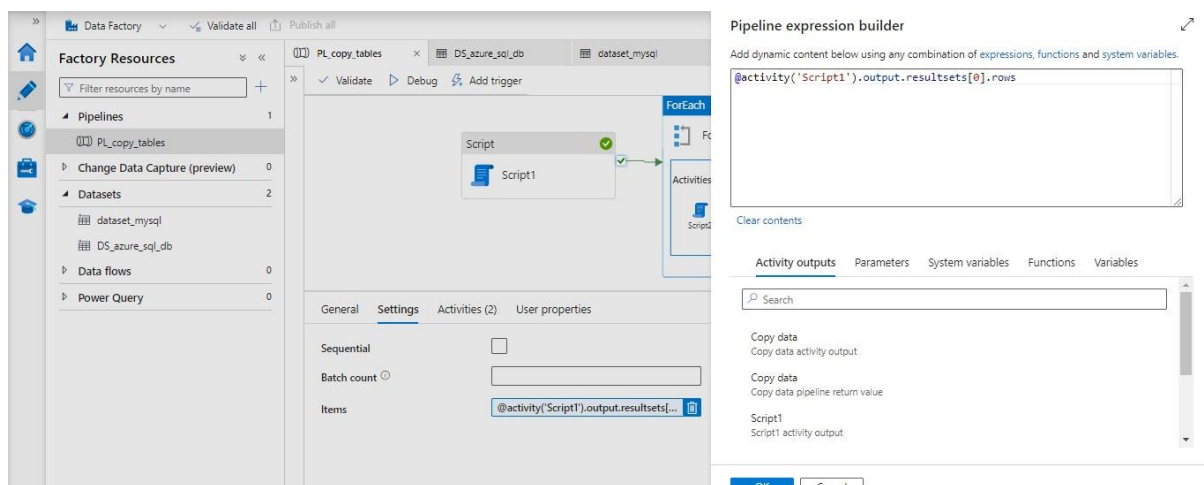 Data Factory
Validate all
Publish all
Factory Resources
Filter resources by name
Pipelines 1
PL_copy_tables
Change Data Capture (preview) 0
Datasets 2
dataset_mysql
DS_azure_sql_db
Data flows 0
Power Query 0
PL_copy_tables
DS_azure_sql_db
dataset_mysql
Validate
Debug
Add trigger
Script
Script1
ForEach
Fo
Activities
Script2
General Settings Activities (2) User properties
Sequential
Batch count
Items @activity('Script1').output.resultsets[...
Pipeline expression builder
Add dynamic content below using any combination of expressions, functions and system variables.
@activity('Script1').output.resultsets[0].rows
Clear contents
Activity outputs Parameters System variables Functions Variables
Search
Copy data
Copy data activity output
Copy data
Copy data pipeline return value
Script1
Script1 activity output